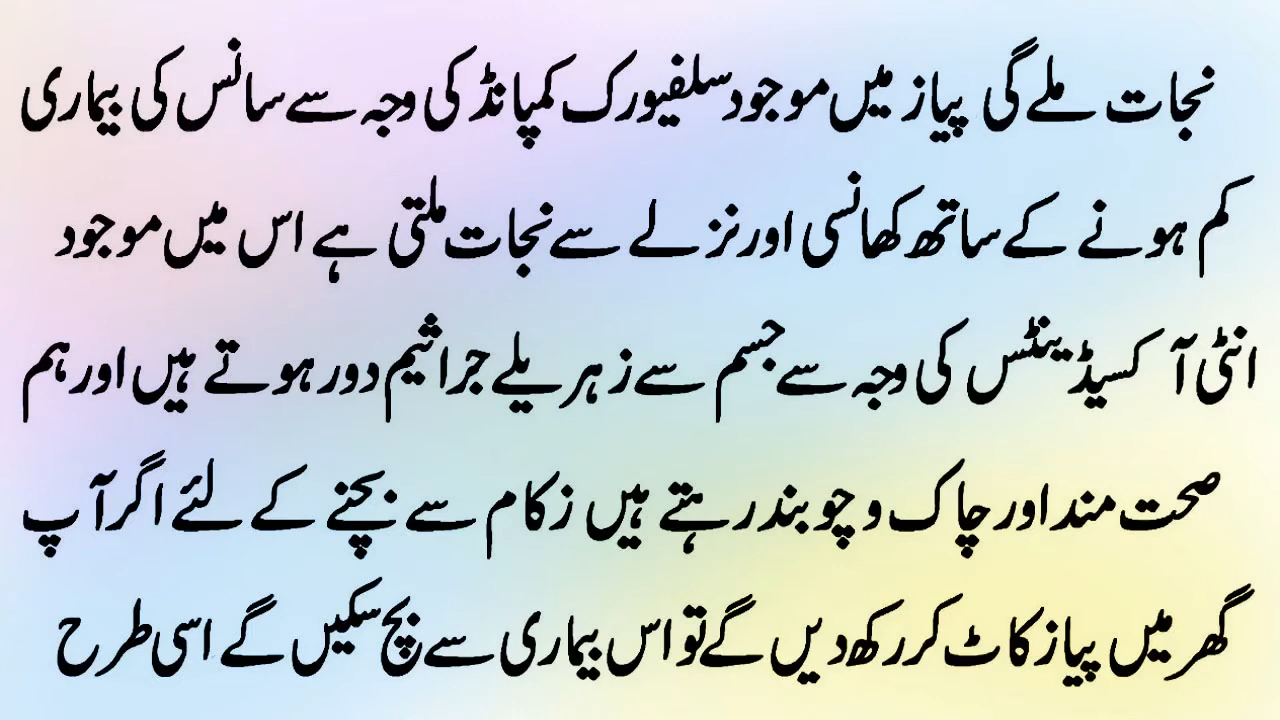 نجات ملے گی پیاز میں موجود سلفیورک کمپانڈ کی وجہ سے سانس کی بیماری
کم ہونے کے ساتھ کھانسی اور نزلے سے نجات ملتی ہے اس میں موجود
انٹی آکسیڈینٹس کی وجہ سے جسم سے زہریلے جراثیم دور ہوتے ہیں اور ہم
صحت مند اور چاک و چوبند رہتے ہیں زکام سے بچنے کے لئے اگر آپ
گھر میں پیاز کاٹ کر رکھ دیں گے تو اس بیماری سے بچ سکیں گے اسی طرح